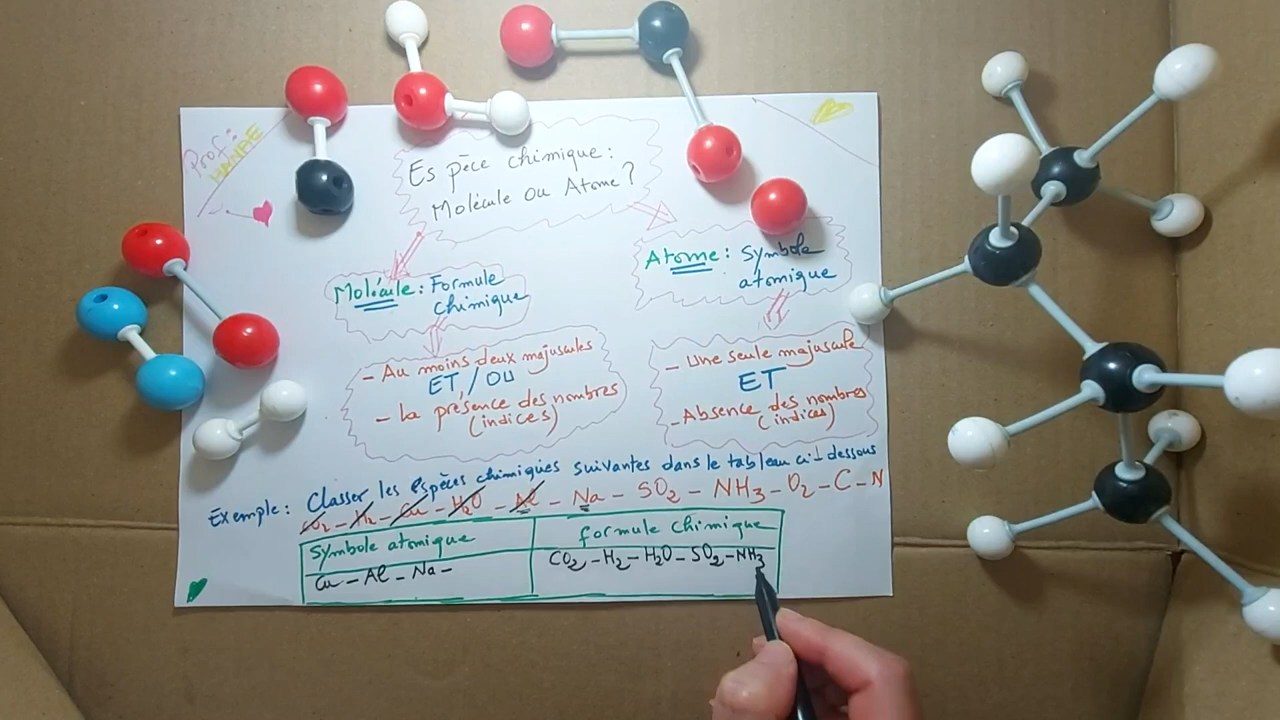 Prof:
HANAE
Espèce chimique:
Molécule ou Atome?
Molécule: Formule
chimique
- Au moins deux majuscules
ET / OU
- La présence des nombres
(indices)
Atome: Symbole
atomique
- Une seule majuscule
ET
- Absence des nombres
(indices)
Exemple: Classer les espèces chimiques suivantes dans le tableau ci-dessous
CO2 - H2 - Cu - H2O - Al - Na - SO2 - NH3 - O2 - C - N
Symbole atomique
Cu - Al - Na -
formule chimique
CO2 - H2 - H2O - SO2 - NH3